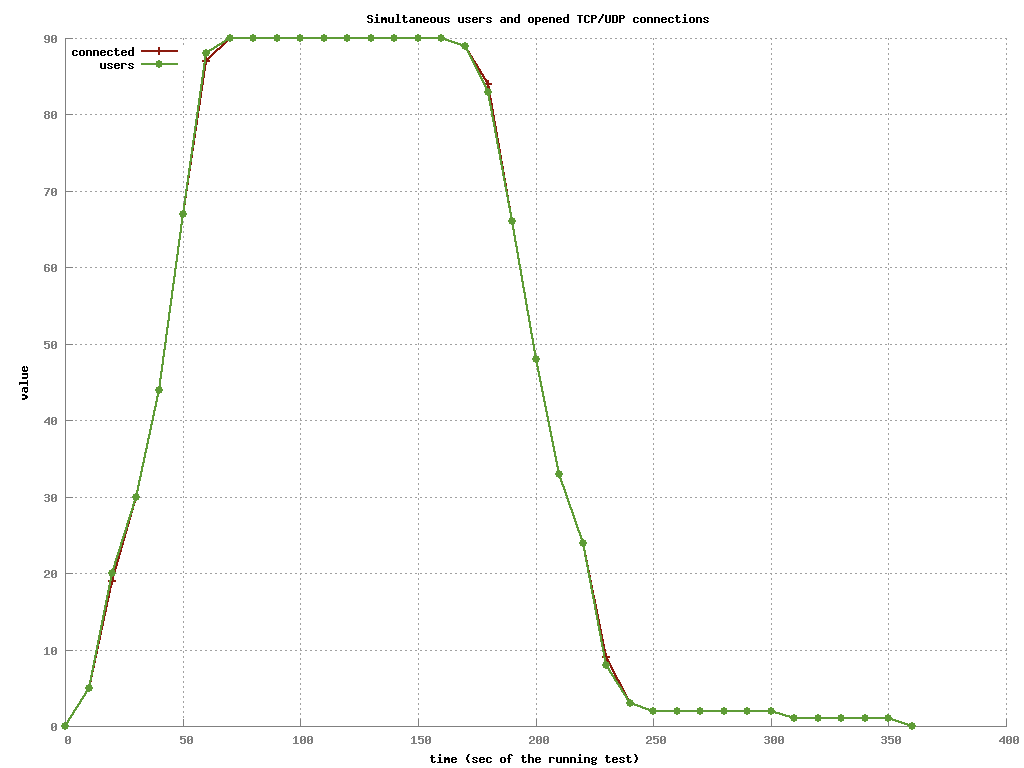 Simultaneous users and opened TCP/UDP connections
connected
users
90
80
70
60
50
40
30
20
10
0
value
0 50 100 150 200 250 300 350 400
time (sec of the running test)